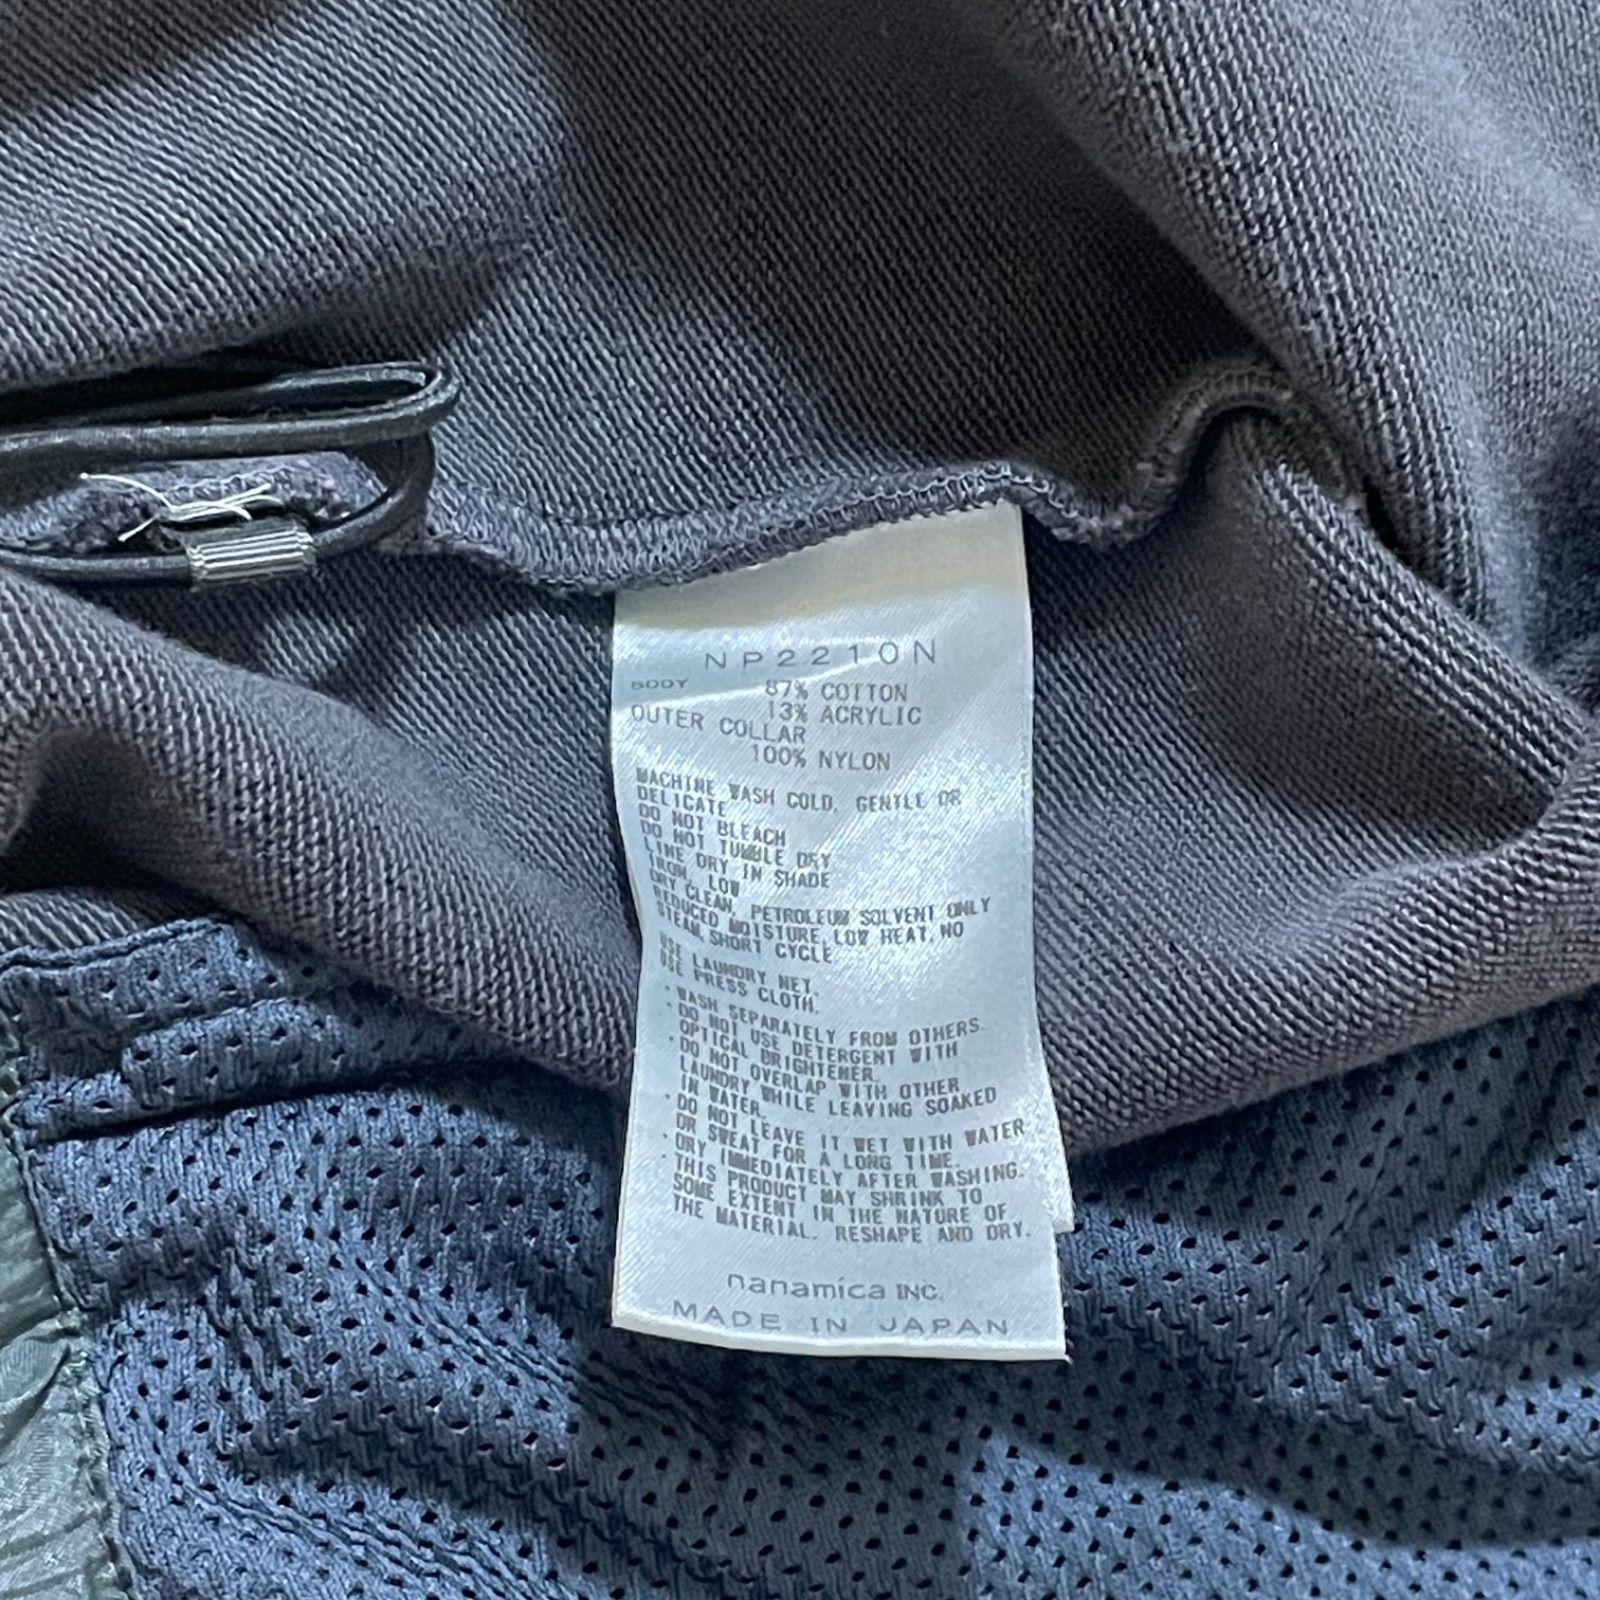 NP2210N
BODY 87% COTTON
13% ACRYLIC
OUTER COLLAR
100% NYLON
MACHINE WASH COLD, GENTLE OR
DELICATE
DO NOT BLEACH
DO NOT TUMBLE DRY
LINE DRY IN SHADE
IRON, LOW
DRY CLEAN, PETROLEUM SOLVENT ONLY
REDUCED MOISTURE, LOW HEAT, NO
STEAM, SHORT CYCLE
USE LAUNDRY NET.
USE PRESS CLOTH.
・WASH SEPARATELY FROM OTHERS.
・DO NOT USE DETERGENT WITH
OPTICAL BRIGHTENER.
・DO NOT OVERLAP WITH OTHER
LAUNDRY WHILE LEAVING SOAKED
IN WATER.
・DO NOT LEAVE IT WET WITH WATER
OR SWEAT FOR A LONG TIME.
・DRY IMMEDIATELY AFTER WASHING.
・THIS PRODUCT MAY SHRINK TO
SOME EXTENT IN THE NATURE OF
THE MATERIAL. RESHAPE AND DRY.
nanamica INC.
MADE IN JAPAN